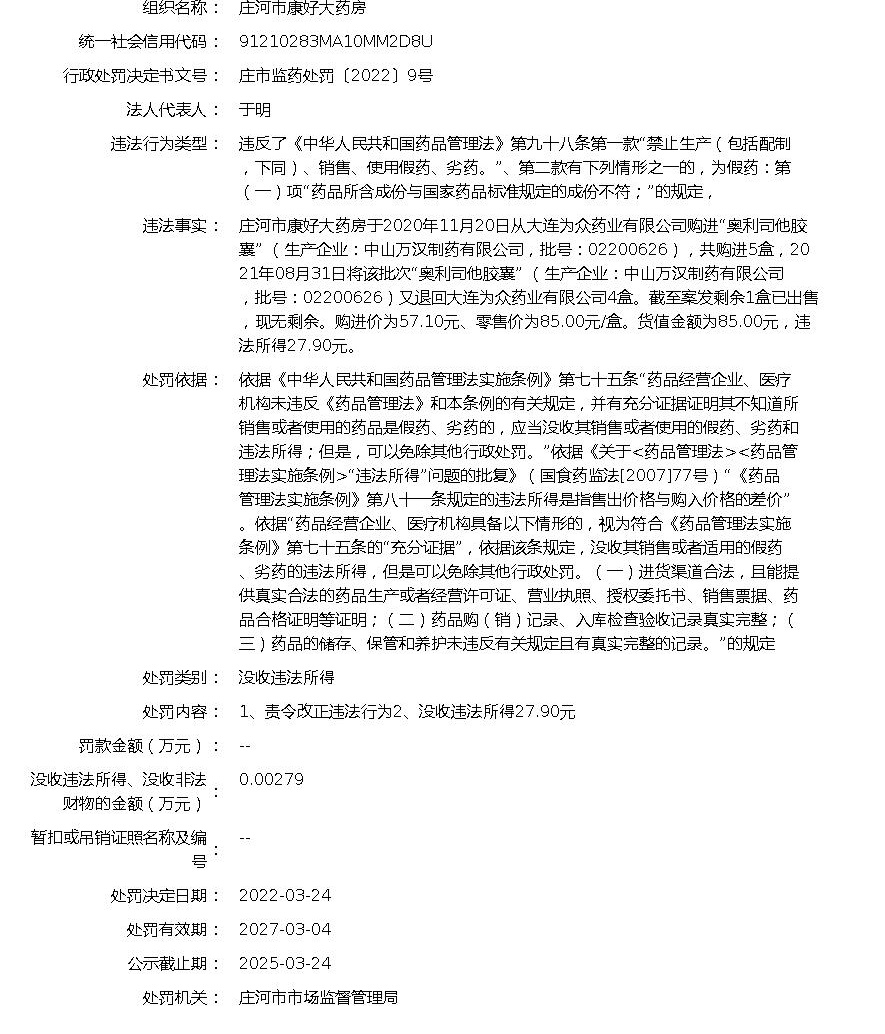 组织名称： 庄河市康好大药房
统一社会信用代码： 91210283MA10MM2D8U
行政处罚决定书文号： 庄市监药处罚〔2022〕9号
法人代表人： 于明
违法行为类型： 违反了《中华人民共和国药品管理法》第九十八条第一款“禁止生产（包括配制
，下同）、销售、使用假药、劣药。”、第二款有下列情形之一的，为假药：第
（一）项“药品所含成份与国家药品标准规定的成份不符；”的规定，
违法事实： 庄河市康好大药房于2020年11月20日从大连为众药业有限公司购进“奥利司他胶
囊”（生产企业：中山万汉制药有限公司，批号：02200626），共购进5盒，20
21年08月31日将该批次“奥利司他胶囊”（生产企业：中山万汉制药有限公司
，批号：02200626）又退回大连为众药业有限公司4盒。截至案发剩余1盒已出售
，现无剩余。购进价为57.10元、零售价为85.00元/盒。货值金额为85.00元，违
法所得27.90元。
处罚依据： 依据《中华人民共和国药品管理法实施条例》第七十五条“药品经营企业、医疗
机构未违反《药品管理法》和本条例的有关规定，并有充分证据证明其不知道所
销售或者使用的药品是假药、劣药的，应当没收其销售或者使用的假药、劣药和
违法所得；但是，可以免除其他行政处罚。”依据《关于<药品管理法><药品管
理法实施条例>“违法所得”问题的批复》（国食药监法[2007]77号）“《药品
管理法实施条例》第八十一条规定的违法所得是指售出价格与购入价格的差价”
。依据“药品经营企业、医疗机构具备以下情形的，视为符合《药品管理法实施
条例》第七十五条的“充分证据”，依据该条规定，没收其销售或者适用的假药
、劣药的违法所得，但是可以免除其他行政处罚。（一）进货渠道合法，且能提
供真实合法的药品生产或者经营许可证、营业执照、授权委托书、销售票据、药
品合格证明等证明；（二）药品购（销）记录、入库检查验收记录真实完整；（
三）药品的储存、保管和养护未违反有关规定且有真实完整的记录。”的规定
处罚类别： 没收违法所得
处罚内容： 1、责令改正违法行为2、没收违法所得27.90元
罚款金额（万元）： --
没收违法所得、没收非法
财物的金额（万元）： 0.00279
暂扣或吊销证照名称及编
号： --
处罚决定日期： 2022-03-24
处罚有效期： 2027-03-04
公示截止期： 2025-03-24
处罚机关： 庄河市市场监督管理局